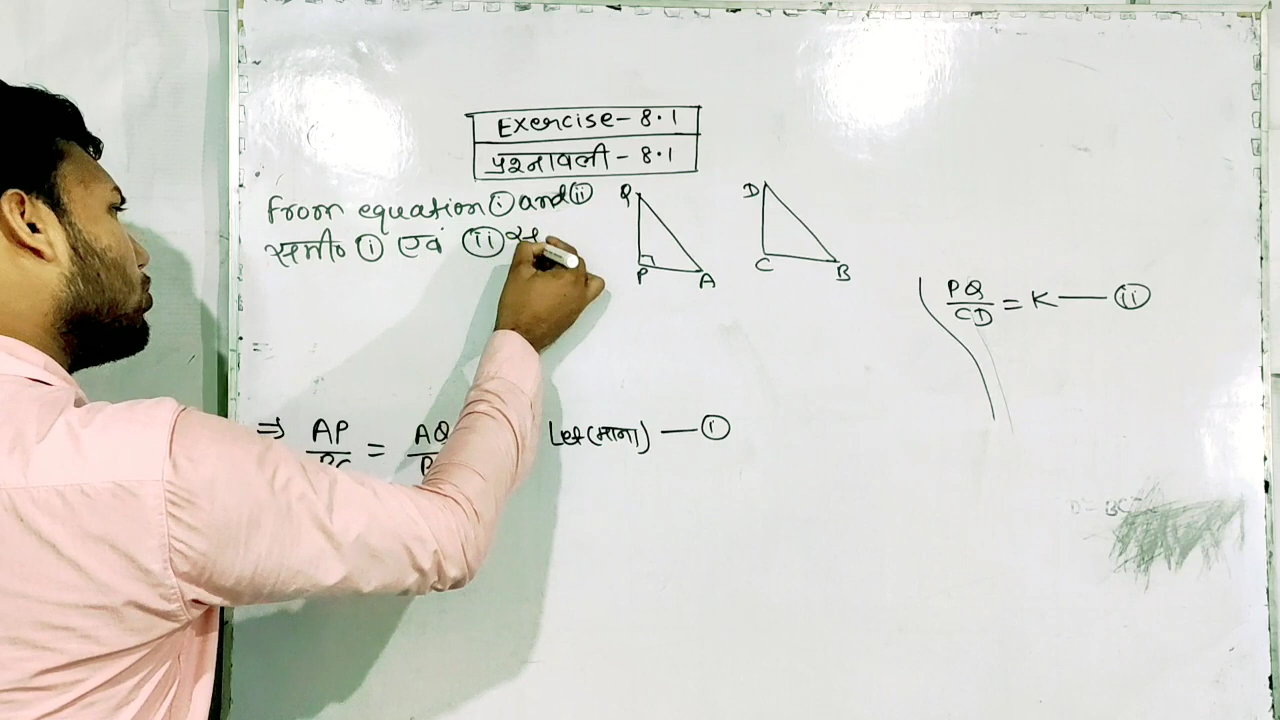 Exercise- 8.1
प्रश्नावली - 8.1
From equation (i) and (ii)
समी० (i) एवं (ii) से
Q
D
P
A
C
B
PQ
CD = K — (ii)
⇒ AP = AQ Let (माना) — (i)
BC